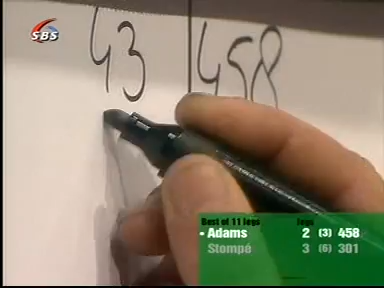 43 458
SBS
Best of 11 legs legs
• Adams 2 (3) 458
Stompé 3 (6) 301